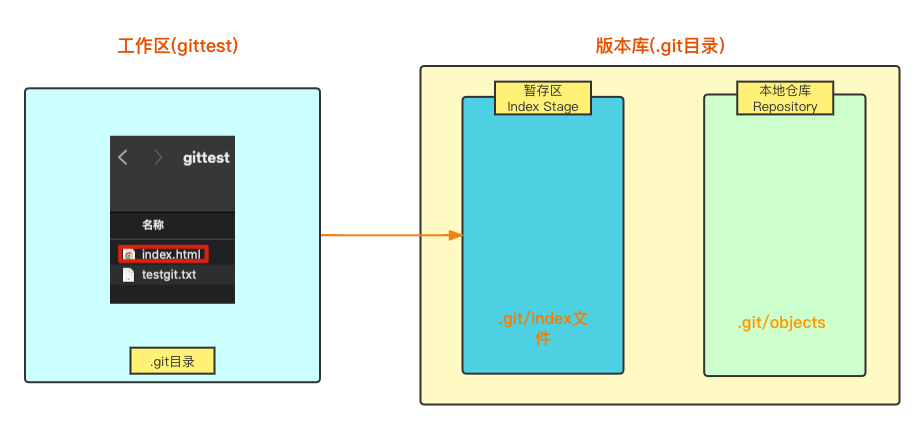 工作区(gittest)
gittest
名称
index.html
testgit.txt
.git目录
版本库(.git目录)
暂存区
Index Stage
.git/index文
件
本地仓库
Repository
.git/objects